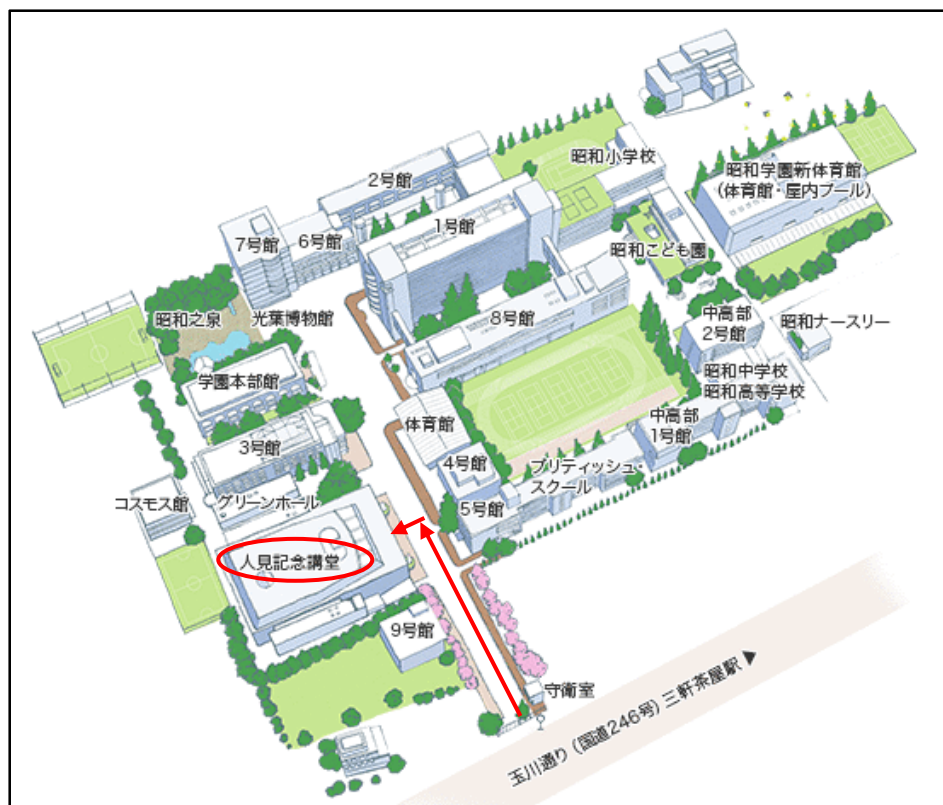 昭和小学校
昭和学園新体育館
(体育館・屋内プール)
2号館
1号館
6号館
7号館
昭和こども園
昭和之泉
光葉博物館
8号館
中高部
2号館
昭和ナースリー
学園本部館
昭和中学校
昭和高等学校
体育館
中高部
1号館
3号館
4号館
ブリティッシュ・
スクール
コスモス館
グリーンホール
5号館
人見記念講堂
9号館
守衛室
玉川通り(国道246号)三軒茶屋駅▶